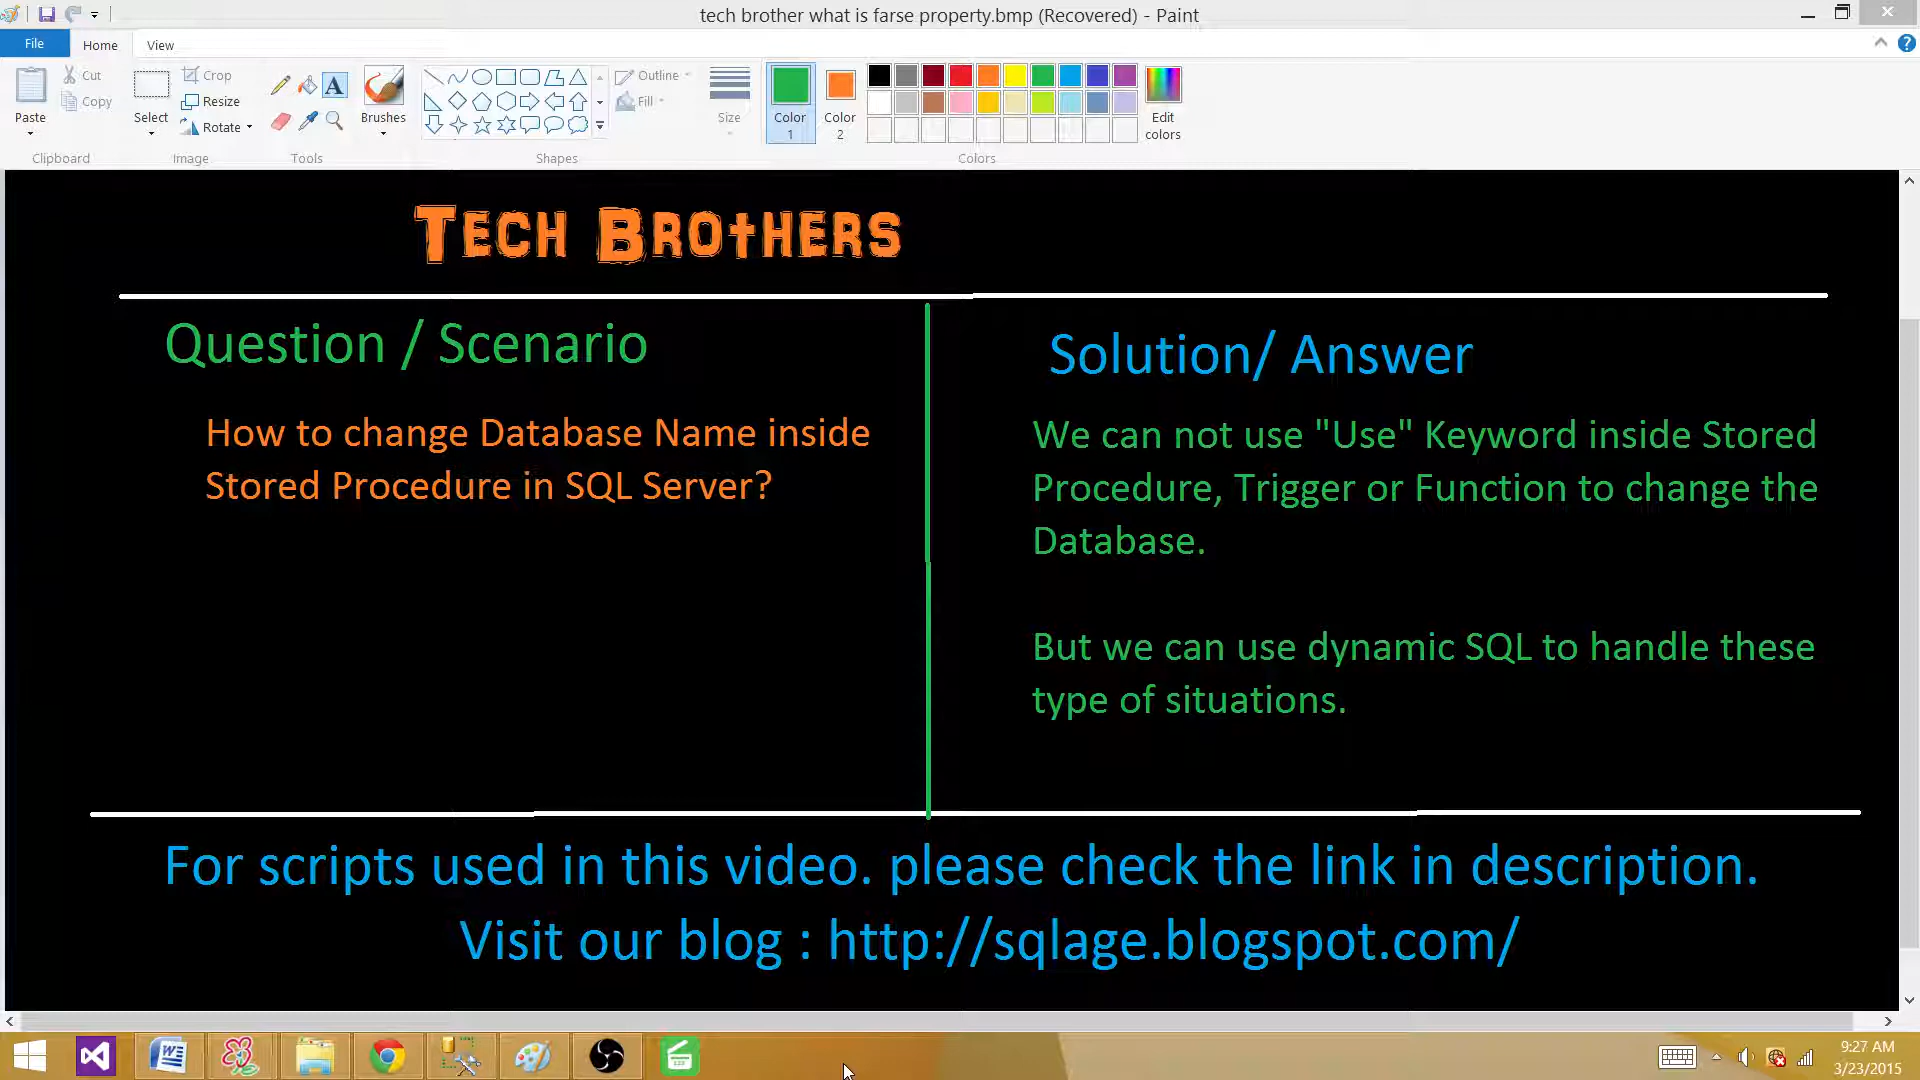 tech brother what is farse property.bmp (Recovered) - Paint
File
Home
View
Paste
Cut
Copy
Clipboard
Select
Crop
Resize
Rotate
Image
A
Tools
Brushes
Outline
Fill
Shapes
Size
Color
1
Color
2
Edit
colors
Colors
Tech Brothers
Question / Scenario
How to change Database Name inside
Stored Procedure in SQL Server?
Solution/ Answer
We can not use "Use" Keyword inside Stored
Procedure, Trigger or Function to change the
Database.
But we can use dynamic SQL to handle these
type of situations.
For scripts used in this video. please check the link in description.
Visit our blog : http://sqlage.blogspot.com/
9:27 AM
3/23/2015